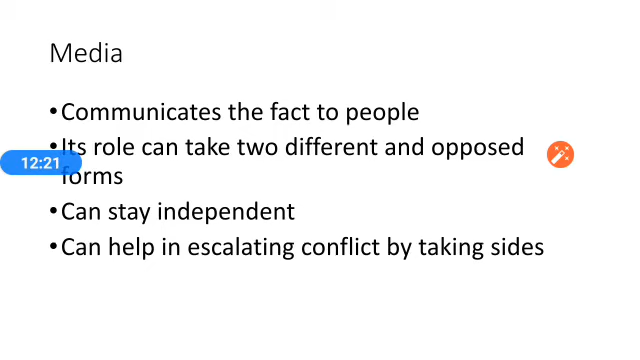 Media
•Communicates the fact to people
•Its role can take two different and opposed
12:21
forms
•Can stay independent
•Can help in escalating conflict by taking sides